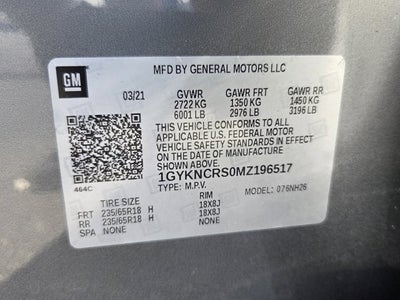 GM
MFD BY GENERAL MOTORS LLC
03/21 GVWR GAWR FRT GAWR RR
2722 KG 1350 KG 1450 KG
6001 LB 2976 LB 3196 LB
THIS VEHICLE CONFORMS TO ALL
APPLICABLE U.S. FEDERAL MOTOR
VEHICLE SAFETY STANDARDS IN EFFECT ON
THE DATE OF MANUFACTURE SHOWN ABOVE.
464C 1GYKNCRS0MZ196517
TYPE: M.P.V. MODEL: 076NH26
TIRE SIZE RIM
FRT 235/65R18 H 18X8J
RR 235/65R18 H 18X8J
SPA NONE NONE